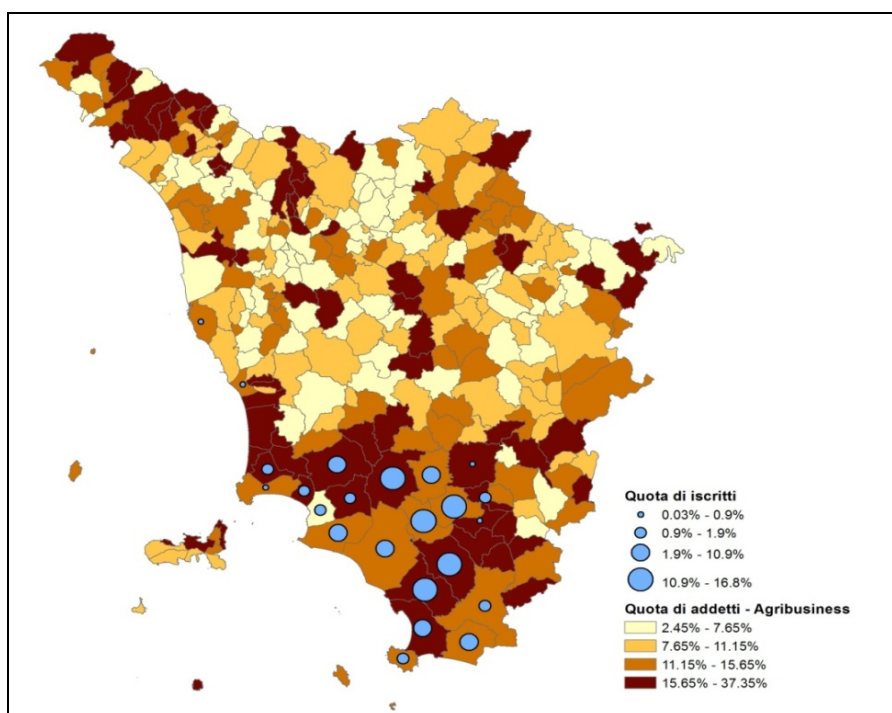 Quota di iscritti
0.03% - 0.9%
0.9% - 1.9%
1.9% - 10.9%
10.9% - 16.8%
Quota di addetti - Agribusiness
2.45% - 7.65%
7.65% - 11.15%
11.15% - 15.65%
15.65% - 37.35%